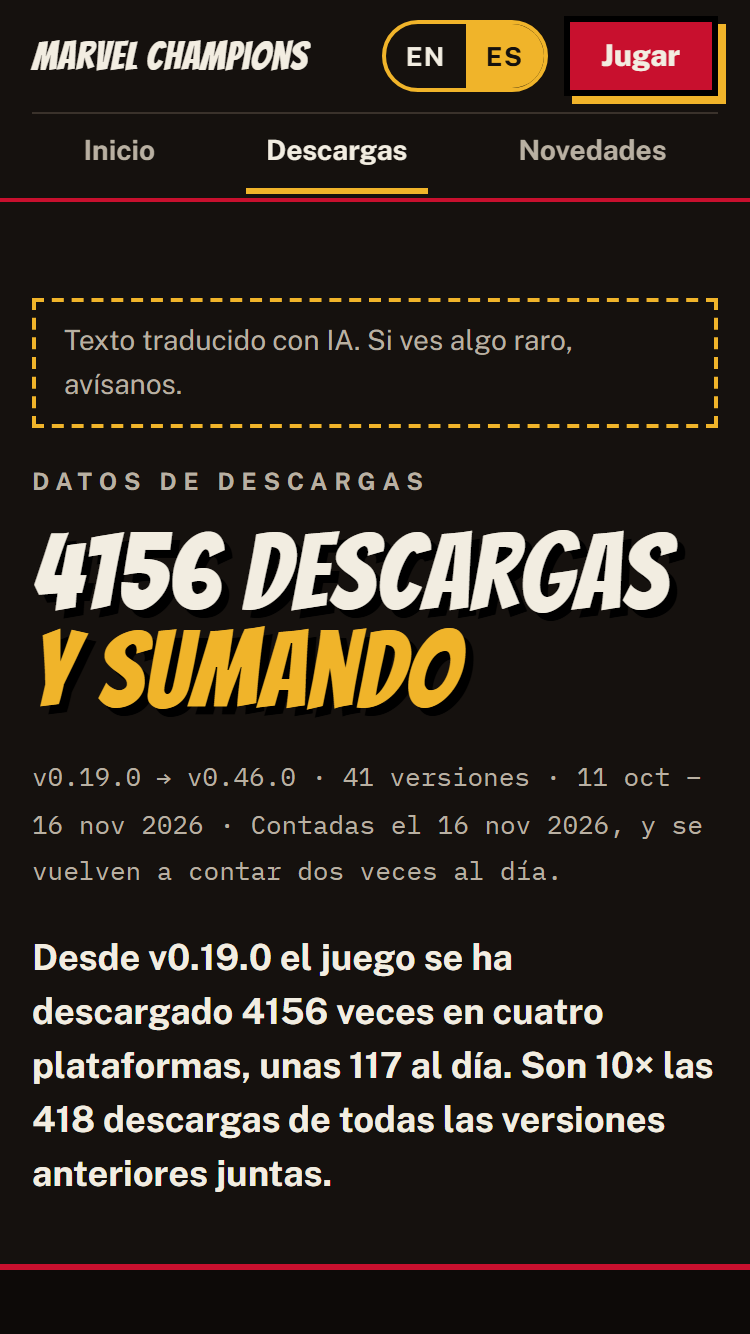 MARVEL CHAMPIONS
EN ES
Jugar
Inicio
Descargas
Novedades
Texto traducido con IA. Si ves algo raro,
avísanos.
DATOS DE DESCARGAS
4156 DESCARGAS
Y SUMANDO
v0.19.0 → v0.46.0 · 41 versiones · 11 oct –
16 nov 2026 · Contadas el 16 nov 2026, y se
vuelven a contar dos veces al día.
Desde v0.19.0 el juego se ha
descargado 4156 veces en cuatro
plataformas, unas 117 al día. Son 10× las
418 descargas de todas las versiones
anteriores juntas.